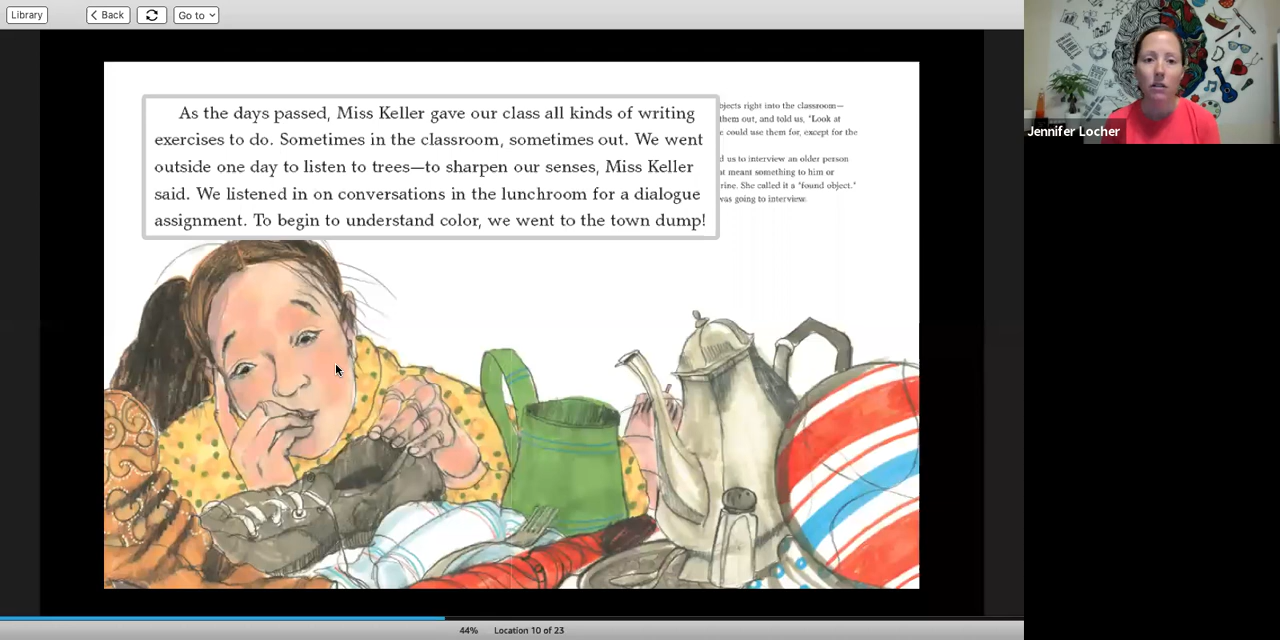 Library
Back
Go to
As the days passed, Miss Keller gave our class all kinds of writing
exercises to do. Sometimes in the classroom, sometimes out. We went
outside one day to listen to trees—to sharpen our senses, Miss Keller
said. We listened in on conversations in the lunchroom for a dialogue
assignment. To begin to understand color, we went to the town dump!
bjects right into the classroom—
them out, and told us, "Look at
e could use them for, except for the
d us to interview an older person
at meant something to him or
rine. She called it a "found object."
was going to interview.
Jennifer Locher
44%
Location 10 of 23